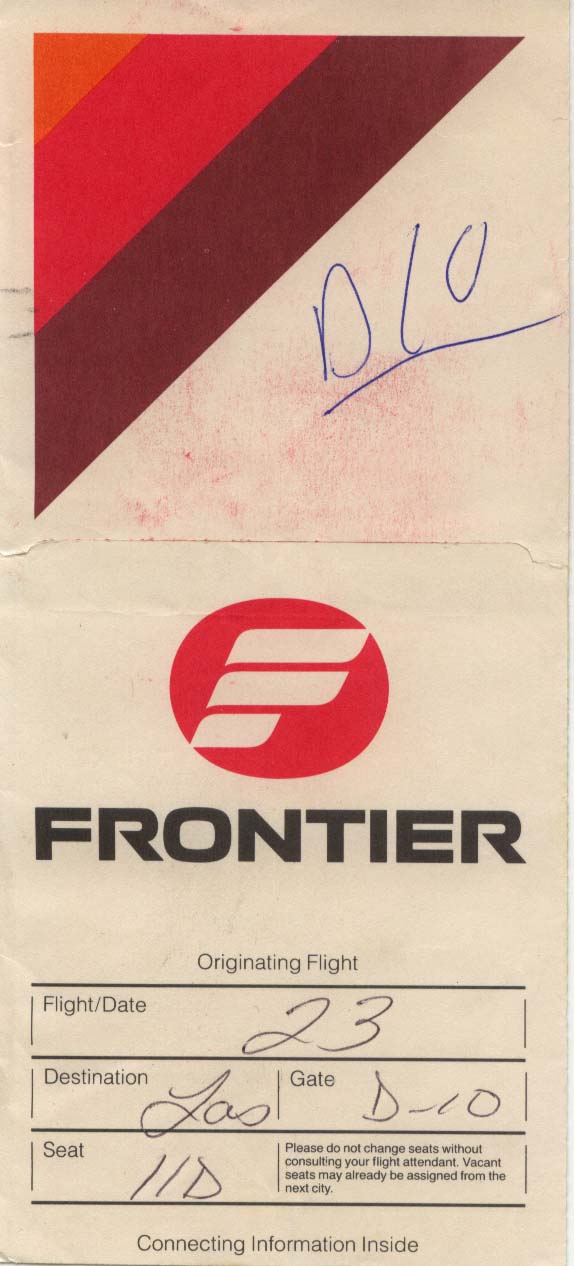 D10
FRONTIER
Originating Flight
Flight/Date 23
Destination Las Gate D-10
Seat 11D
Please do not change seats without
consulting your flight attendant. Vacant
seats may already be assigned from the
next city.
Connecting Information Inside